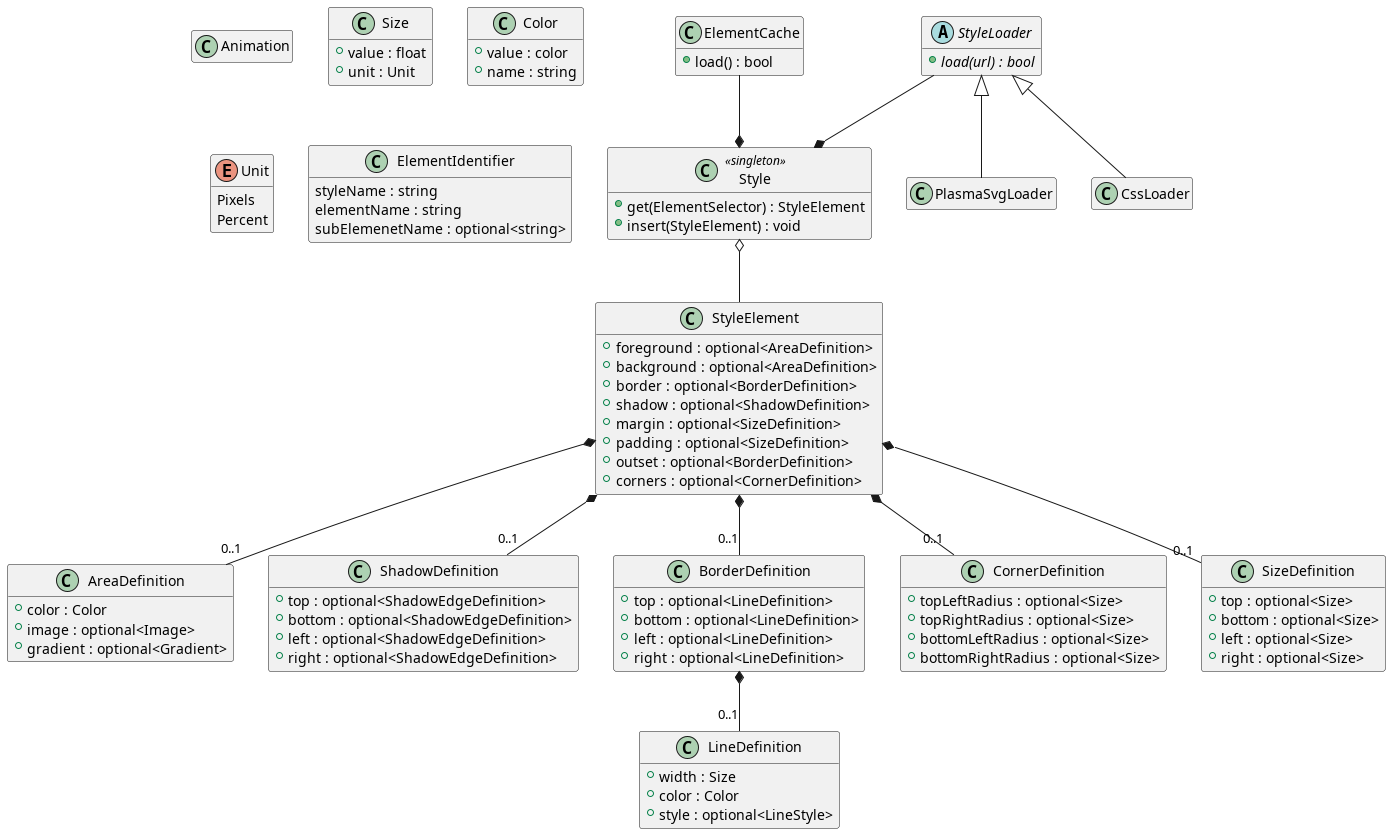 C Animation
C Size
value : float
unit : Unit
C Color
value : color
name : string
C ElementCache
load() : bool
A StyleLoader
load(url) : bool
E Unit
Pixels
Percent
C ElementIdentifier
styleName : string
elementName : string
subElemenetName : optional<string>
C «singleton»
Style
get(ElementSelector) : StyleElement
insert(StyleElement) : void
C PlasmaSvgLoader
C CssLoader
C StyleElement
foreground : optional<AreaDefinition>
background : optional<AreaDefinition>
border : optional<BorderDefinition>
shadow : optional<ShadowDefinition>
margin : optional<SizeDefinition>
padding : optional<SizeDefinition>
outset : optional<BorderDefinition>
corners : optional<CornerDefinition>
0..1
0..1
0..1
0..1
0..1
C AreaDefinition
color : Color
image : optional<Image>
gradient : optional<Gradient>
C ShadowDefinition
top : optional<ShadowEdgeDefinition>
bottom : optional<ShadowEdgeDefinition>
left : optional<ShadowEdgeDefinition>
right : optional<ShadowEdgeDefinition>
C BorderDefinition
top : optional<LineDefinition>
bottom : optional<LineDefinition>
left : optional<LineDefinition>
right : optional<LineDefinition>
C CornerDefinition
topLeftRadius : optional<Size>
topRightRadius : optional<Size>
bottomLeftRadius : optional<Size>
bottomRightRadius : optional<Size>
C SizeDefinition
top : optional<Size>
bottom : optional<Size>
left : optional<Size>
right : optional<Size>
0..1
C LineDefinition
width : Size
color : Color
style : optional<LineStyle>